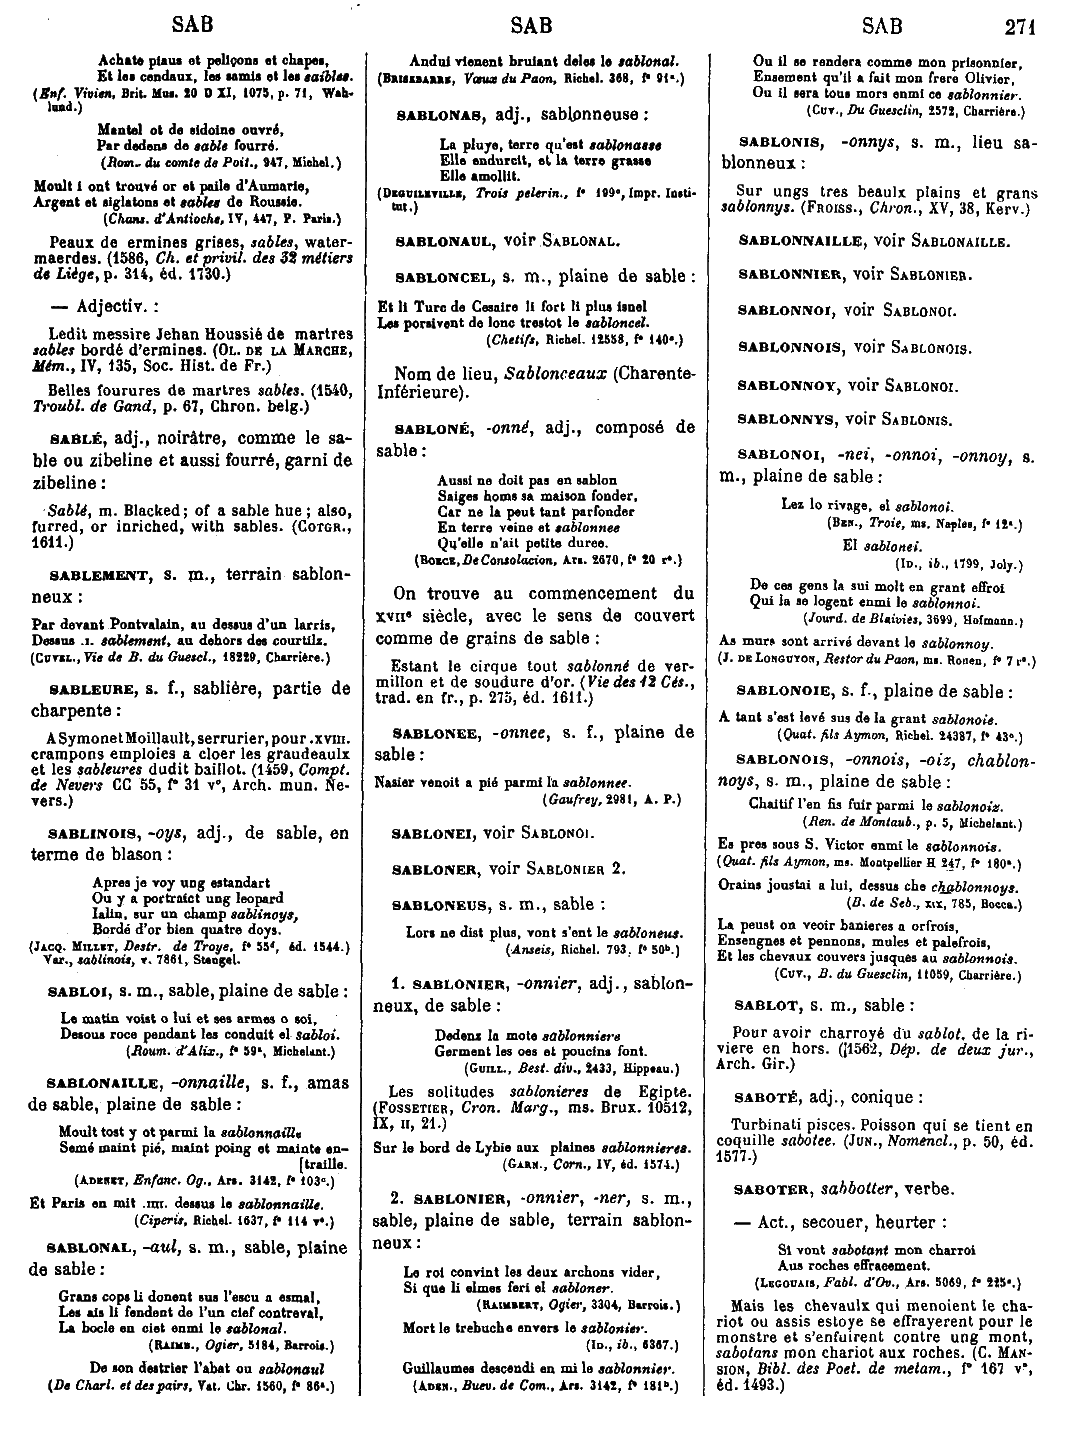 SAB
SAB
SAB 271
Achate piaus et peliçons et chapes,
Et les cendaux, les samis et les saibles.
(Enf. Vivien, Brit. Mus. 20 D XI, 1075, p. 71, Wah-
lund.)
Mantel ot de sidoine ouvré,
Par dedens de sable fourré.
(Rom. du comte de Poit., 947, Michel.)
Moult i ont trouvé or et paile d'Aumarie,
Argent et siglatons et sables de Roussie.
(Chans. d'Antioche, IV, 447, P. Paris.)
Peaux de ermines grises, sables, water-
maerdes. (1586, Ch. et privil. des 32 métiers
de Liége, p. 314, éd. 1730.)
— Adjectiv. :
Ledit messire Jehan Houssié de martres
sables bordé d'ermines. (OL. DE LA MARCHE,
Mém., IV, 135, Soc. Hist. de Fr.)
Belles fourures de martres sables. (1540,
Troubl. de Gand, p. 67, Chron. belg.)
SABLÉ, adj., noirâtre, comme le sa-
ble ou zibeline et aussi fourré, garni de
zibeline :
Sablé, m. Blacked; of a sable hue; also,
furred, or inriched, with sables. (COTGR.,
1611.)
SABLEMENT, s. m., terrain sablon-
neux :
Par devant Pontvalain, au dessus d'un larris,
Dessus .I. sablement, au dehors des courtilz.
(CUVEL., Vie de B. du Guescl., 18229, Charrière.)
SABLEURE, s. f., sablière, partie de
charpente :
A Symonet Moillault, serrurier, pour .XVIII.
crampons emploies a cloer les graudeaulx
et les sableures dudit baillot. (1459, Compt.
de Nevers CC 55, f° 31 v°, Arch. mun. Ne-
vers.)
SABLINOIS, -oys, adj., de sable, en
terme de blason :
Apres je voy ung estandart
Ou y a portraict ung leopard
Ialin, sur un champ sablinoys,
Bordé d'or bien quatre doys.
(JACQ. MILLET, Destr. de Troye, f° 55d, éd. 1544.)
Var., sablinois, v. 7861, Stengel.
SABLOI, s. m., sable, plaine de sable :
Le matin voist o lui et ses armes o soi,
Desous roce pendant les conduit el sabloi.
(Roum. d'Alix., f° 59a, Michelant.)
SABLONAILLE, -onnaille, s. f., amas
de sable, plaine de sable :
Moult tost y ot parmi la sablonnaille
Semé maint pié, maint poing et mainte en-
[traille.
(ADENET, Enfanc. Og., Ars. 3142, f° 103c.)
Et Paris en mit .III. dessus le sablonnaille.
(Ciperis, Richel. 1637, f° 114 v°.)
SABLONAL, -aul, s. m., sable, plaine
de sable :
Grans cops li donent sus l'escu a esmal,
Les ais li fendent de l'un cief contreval,
La bocle en ciet enmi le sablonal.
(RAIMB., Ogier, 5184, Barrois.)
De son destrier l'abat ou sablonaul
(De Charl. et des pairs, Vat. Chr. 1560, f° 86a.)
Andui vienent bruiant deles le sablonal.
(BRISEBARRE, Vœux du Paon, Richel. 368, f° 91a.)
SABLONAS, adj., sablonneuse :
La pluye, terre qu'est sablonasse
Elle endurcit, et la terre grasse
Elle amollit.
(DEGUILEVILLE, Trois pelerin., f° 199c, Impr. Insti-
tut.)
SABLONAUL, voir SABLONAL.
SABLONCEL, s. m., plaine de sable :
Et li Turc de Cesaire li fort li plus isnel
Les porsivent de lonc trestot le sabloncel.
(Chetifs, Richel. 12558, f° 140c.)
Nom de lieu, Sablonceaux (Charente-
Inférieure).
SABLONÉ, -onné, adj., composé de
sable :
Aussi ne doit pas en sablon
Saiges homs sa maison fonder,
Car ne la peut tant parfonder
En terre veine et sablonnee
Qu'elle n'ait petite duree.
(BOECE, De Consolacion, Ars. 2670, f° 20 r°.)
On trouve au commencement du
XVIIe siècle, avec le sens de couvert
comme de grains de sable :
Estant le cirque tout sablonné de ver-
millon et de soudure d'or. (Vie des 12 Cés.,
trad. en fr., p. 275, éd. 1611.)
SABLONEE, -onnee, s. f., plaine de
sable :
Nasier venoit a pié parmi la sablonnee.
(Gaufrey, 2981, A. P.)
SABLONEI, voir SABLONOI.
SABLONER, voir SABLONIER 2.
SABLONEUS, s. m., sable :
Lors ne dist plus, vont s'ent le sabloneus.
(Anseis, Richel. 793, f° 50b.)
1. SABLONIER, -onnier, adj., sablon-
neux, de sable :
Dedenz la mote sablonniere
Germent les oes et poucins font.
(GUILL., Best. div., 2433, Hippeau.)
Les solitudes sablonieres de Egipte.
(FOSSETIER, Cron. Marg., ms. Brux. 10512,
IX, II, 21.)
Sur le bord de Lybie aux plaines sablonnieres.
(GARN., Corn., IV, éd. 1574.)
2. SABLONIER, -onnier, -ner, s. m.,
sable, plaine de sable, terrain sablon-
neux :
Le roi convint les deux archons vider,
Si que li elmes feri el sabloner.
(RAIMBERT, Ogier, 3304, Barrois.)
Mort le trebuche envers le sablonier.
(ID., ib., 6367.)
Guillaumes descendi en mi le sablonnier.
(ADEN., Buev. de Com., Ars. 3142, f° 181b.)
Ou il se rendera comme mon prisonnier,
Ensement qu'il a fait mon frere Olivier,
Ou il sera tous mors enmi ce sablonnier.
(CUV., Du Guesclin, 2572, Charrière.)
SABLONIS, -onnys, s. m., lieu sa-
blonneux :
Sur ungs tres beaulx plains et grans
sablonnys. (FROISS., Chron., XV, 38, Kerv.)
SABLONNAILLE, voir SABLONAILLE.
SABLONNIER, voir SABLONIER.
SABLONNOI, voir SABLONOI.
SABLONNOIS, voir SABLONOIS.
SABLONNOY, voir SABLONOI.
SABLONNYS, voir SABLONIS.
SABLONOI, -nei, -onnoi, -onnoy, s.
m., plaine de sable :
Lez lo rivage, el sablonoi.
(BEN., Troie, ms. Naples, f° 12a.)
El sablonei.
(ID., ib., 1799, Joly.)
De ces gens la sui molt en grant effroi
Qui la se logent enmi le sablonnoi.
(Jourd. de Blaivies, 3699, Hofmann.)
As murs sont arrivé devant le sablonnoy.
(J. DE LONGUYON, Restor du Paon, ms. Rouen, f° 7 r°.)
SABLONOIE, s. f., plaine de sable :
A tant s'est levé sus de la grant sablonoie.
(Quat. fils Aymon, Richel. 24387, f° 43c.)
SABLONOIS, -onnois, -oiz, chablon-
noys, s. m., plaine de sable :
Chaitif l'en fis fuir parmi le sablonoiz.
(Ren. de Montaub., p. 5, Michelant.)
Es pres sous S. Victor enmi le sablonnois.
(Quat. fils Aymon, ms. Montpellier H 247, f° 180a.)
Orains joustai a lui, dessus che chablonnoys.
(B. de Seb., XIX, 785, Bocca.)
La peust on veoir banieres a orfrois,
Ensengnes et pennons, mules et palefrois,
Et les chevaux couvers jusques au sablonnois.
(CUV., B. du Guesclin, 11059, Charrière.)
SABLOT, s. m., sable :
Pour avoir charroyé du sablot. de la ri-
viere en hors. (1562, Dép. de deux jur.,
Arch. Gir.)
SABOTÉ, adj., conique :
Turbinati pisces. Poisson qui se tient en
coquille sabotee. (JUN., Nomencl., p. 50, éd.
1577.)
SABOTER, sahbotter, verbe.
— Act., secouer, heurter :
Si vont sabotant mon charroi
Aus roches effraeement.
(LEGOUAIS, Fabl. d'Ov., Ars. 5069, f° 225a.)
Mais les chevaulx qui menoient le cha-
riot ou assis estoye se effrayerent pour le
monstre et s'enfuirent contre ung mont,
sabotans mon chariot aux roches. (C. MAN-
SION, Bibl. des Poet. de metam., f° 167 v°,
éd. 1493.)